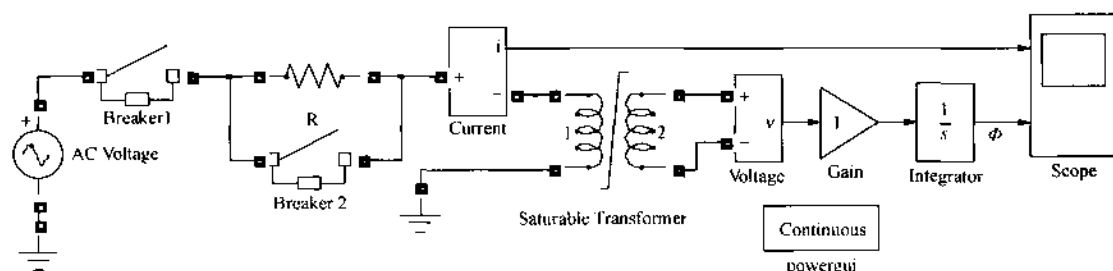 i
+
−
Current
+
Breaker1
R
AC Voltage
Breaker 2
1
2
Saturable Transformer
+
v
−
Voltage
1
Gain
1
s
Integrator
Φ
Scope
Continuous
powergui